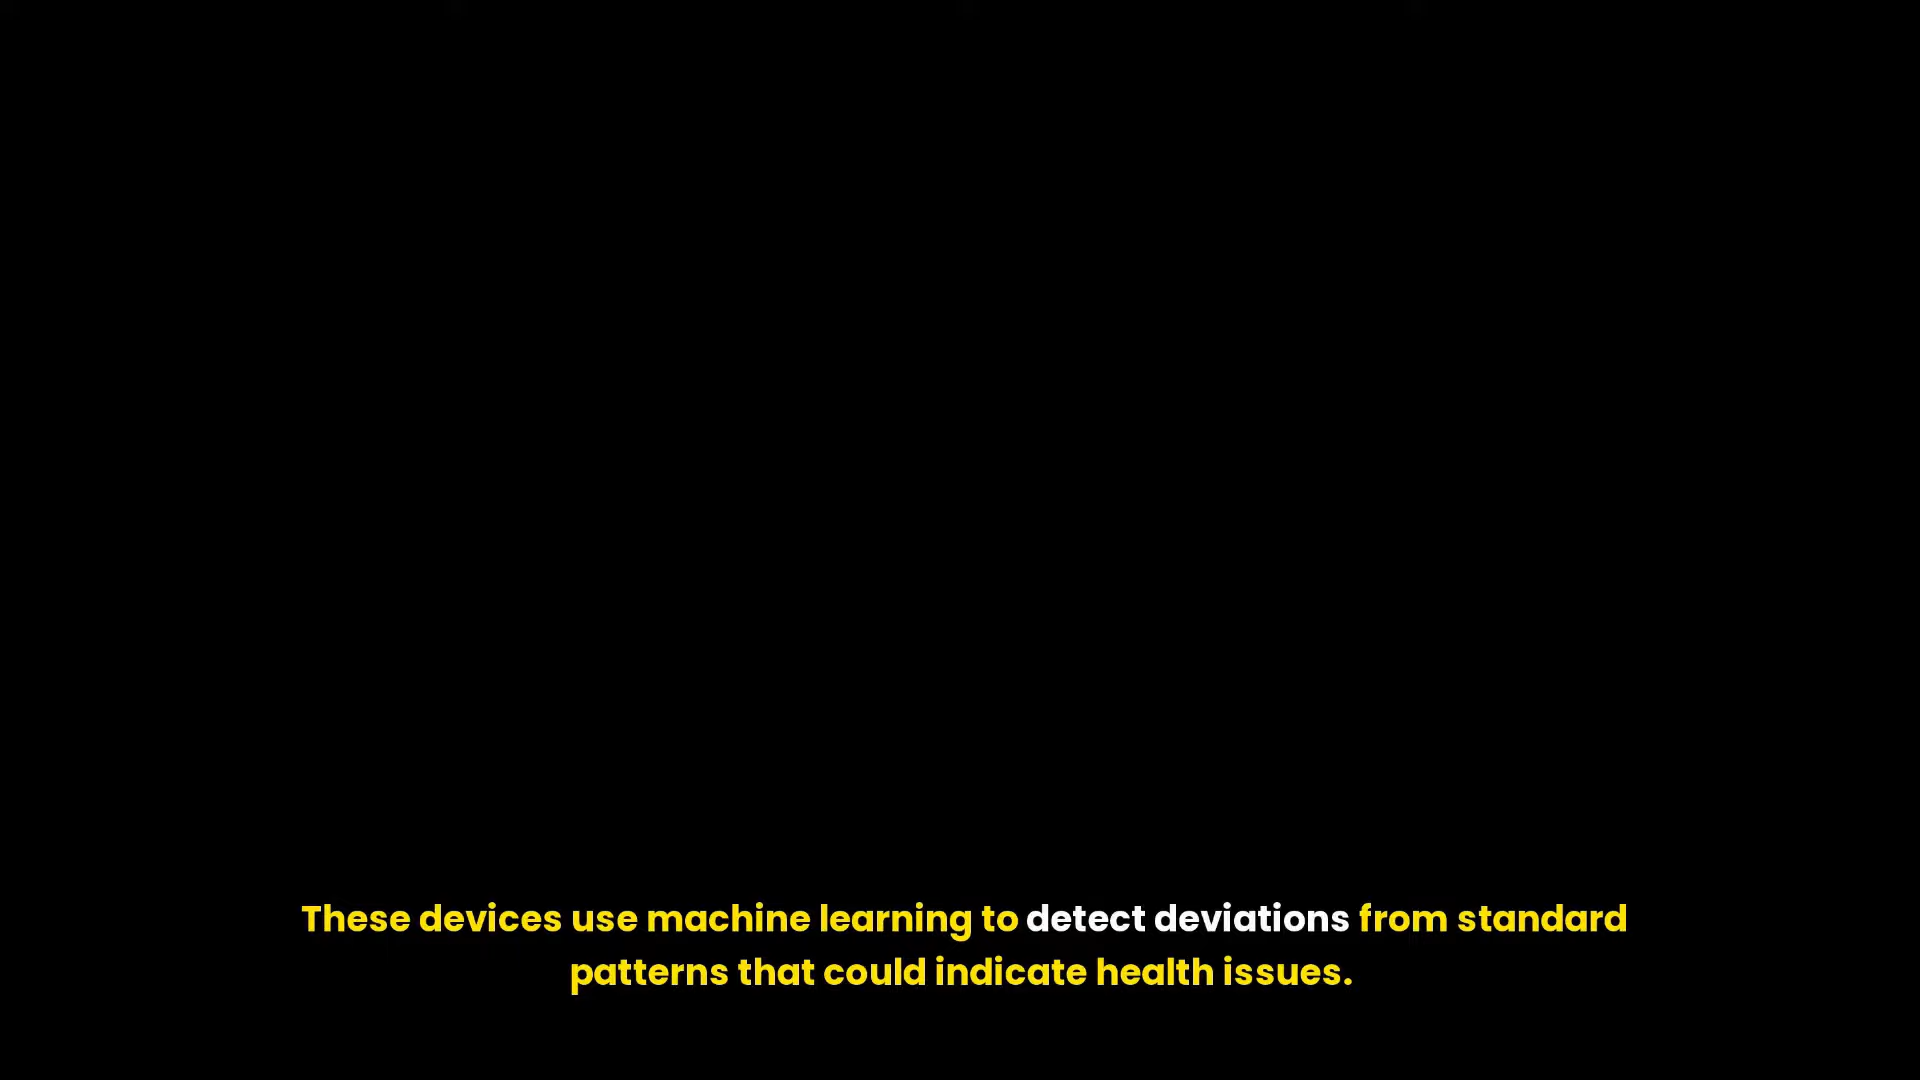 These devices use machine learning to detect deviations from standard
patterns that could indicate health issues.